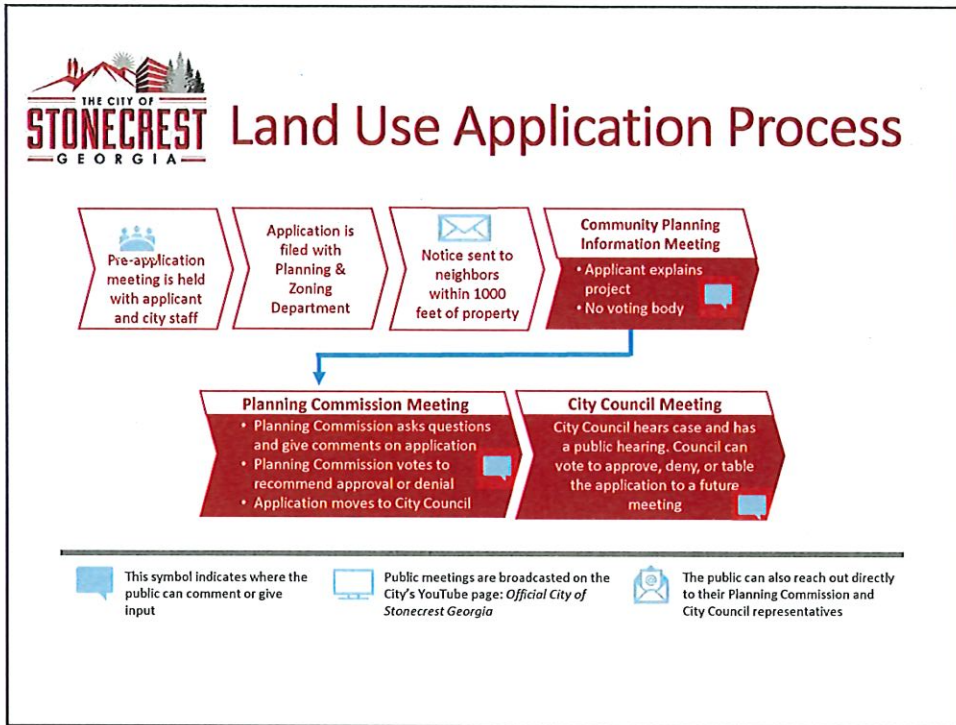 THE CITY OF
STONECREST
GEORGIA
Land Use Application Process
Pre-application
meeting is held
with applicant
and city staff
Application is
filed with
Planning &
Zoning
Department
Notice sent to
neighbors
within 1000
feet of property
Community Planning
Information Meeting
• Applicant explains
project
• No voting body
Planning Commission Meeting
• Planning Commission asks questions
and give comments on application
• Planning Commission votes to
recommend approval or denial
• Application moves to City Council
City Council Meeting
City Council hears case and has
a public hearing. Council can
vote to approve, deny, or table
the application to a future
meeting
This symbol indicates where the
public can comment or give
input
Public meetings are broadcasted on the
City's YouTube page: Official City of
Stonecrest Georgia
@
The public can also reach out directly
to their Planning Commission and
City Council representatives